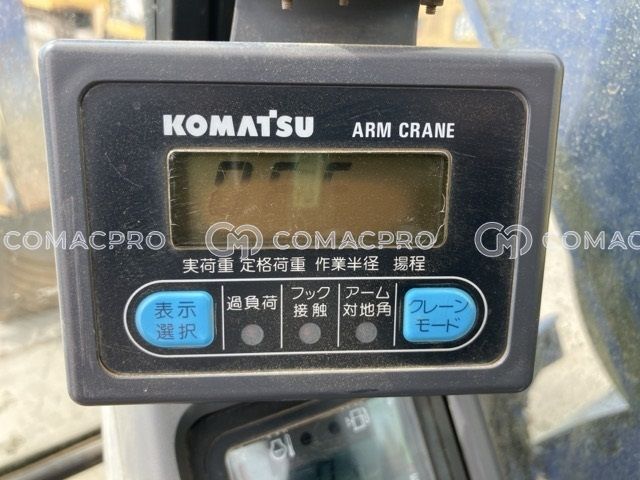 KOMATSU ARM CRANE
COMACPRO COMACPRO COMACPRO
実荷重 定格荷重 作業半径 揚程
表示選択
過負荷
フック接触
アーム対地角
クレーンモード